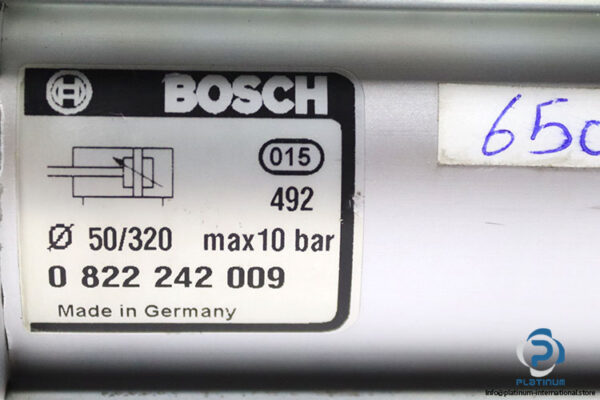 BOSCH
015
492
Ø 50/320 max10 bar
0 822 242 009
Made in Germany
650
PLATINUM
info@platinum-international.store